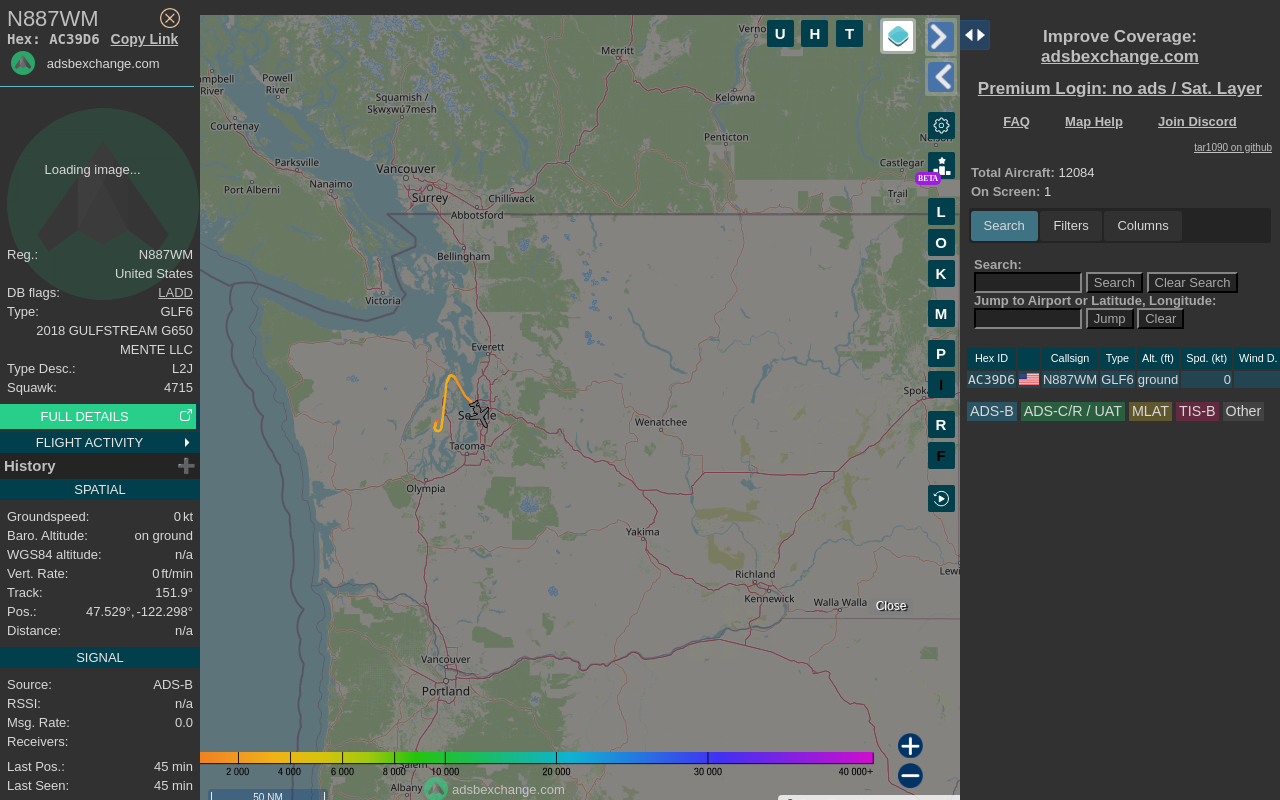 N887WM
Hex: AC39D6 Copy Link
adsbexchange.com
Loading image...
Reg.: N887WM
United States
DB flags: LADD
Type: GLF6
2018 GULFSTREAM G650
MENTE LLC
Type Desc.: L2J
Squawk: 4715
FULL DETAILS
FLIGHT ACTIVITY
History
SPATIAL
Groundspeed: 0 kt
Baro. Altitude: on ground
WGS84 altitude: n/a
Vert. Rate: 0 ft/min
Track: 151.9°
Pos.: 47.529°, -122.298°
Distance: n/a
SIGNAL
Source: ADS-B
RSSI: n/a
Msg. Rate: 0.0
Receivers:
Last Pos.: 45 min
Last Seen: 45 min
U H T
Merritt
Powell
River
River
Squamish /
Sḵwx̱wú7mesh
Kelowna
Courtenay
Penticton
Parksville
Vancouver
Castlegar
Port Alberni
Nanaimo
Surrey
Chilliwack
Trail
Abbotsford
Bellingham
Victoria
Everett
Wenatchee
Tacoma
Olympia
Yakima
Richland
Kennewick
Walla Walla
Close
Vancouver
Portland
Albany
BETA
L
O
K
M
P
I
R
F
2 000 4 000 6 000 8 000 10 000 20 000 30 000 40 000+
adsbexchange.com
50 NM
Improve Coverage:
adsbexchange.com
Premium Login: no ads / Sat. Layer
FAQ Map Help Join Discord
tar1090 on github
Total Aircraft: 12084
On Screen: 1
Search Filters Columns
Search:
Search Clear Search
Jump to Airport or Latitude, Longitude:
Jump Clear
Hex ID Callsign Type Alt. (ft) Spd. (kt) Wind D.
AC39D6 N887WM GLF6 ground 0
ADS-B ADS-C/R / UAT MLAT TIS-B Other